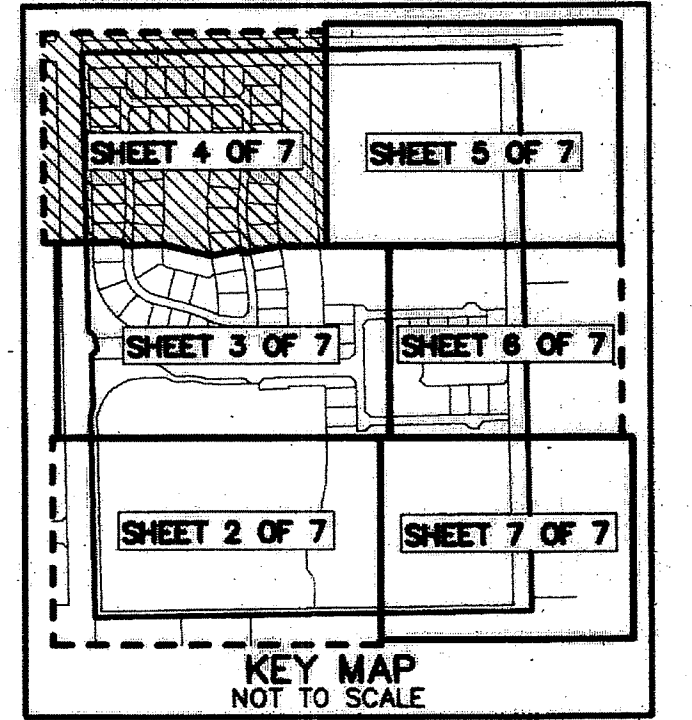 SHEET 4 OF 7
SHEET 5 OF 7
SHEET 3 OF 7
SHEET 6 OF 7
SHEET 2 OF 7
SHEET 7 OF 7
KEY MAP
NOT TO SCALE